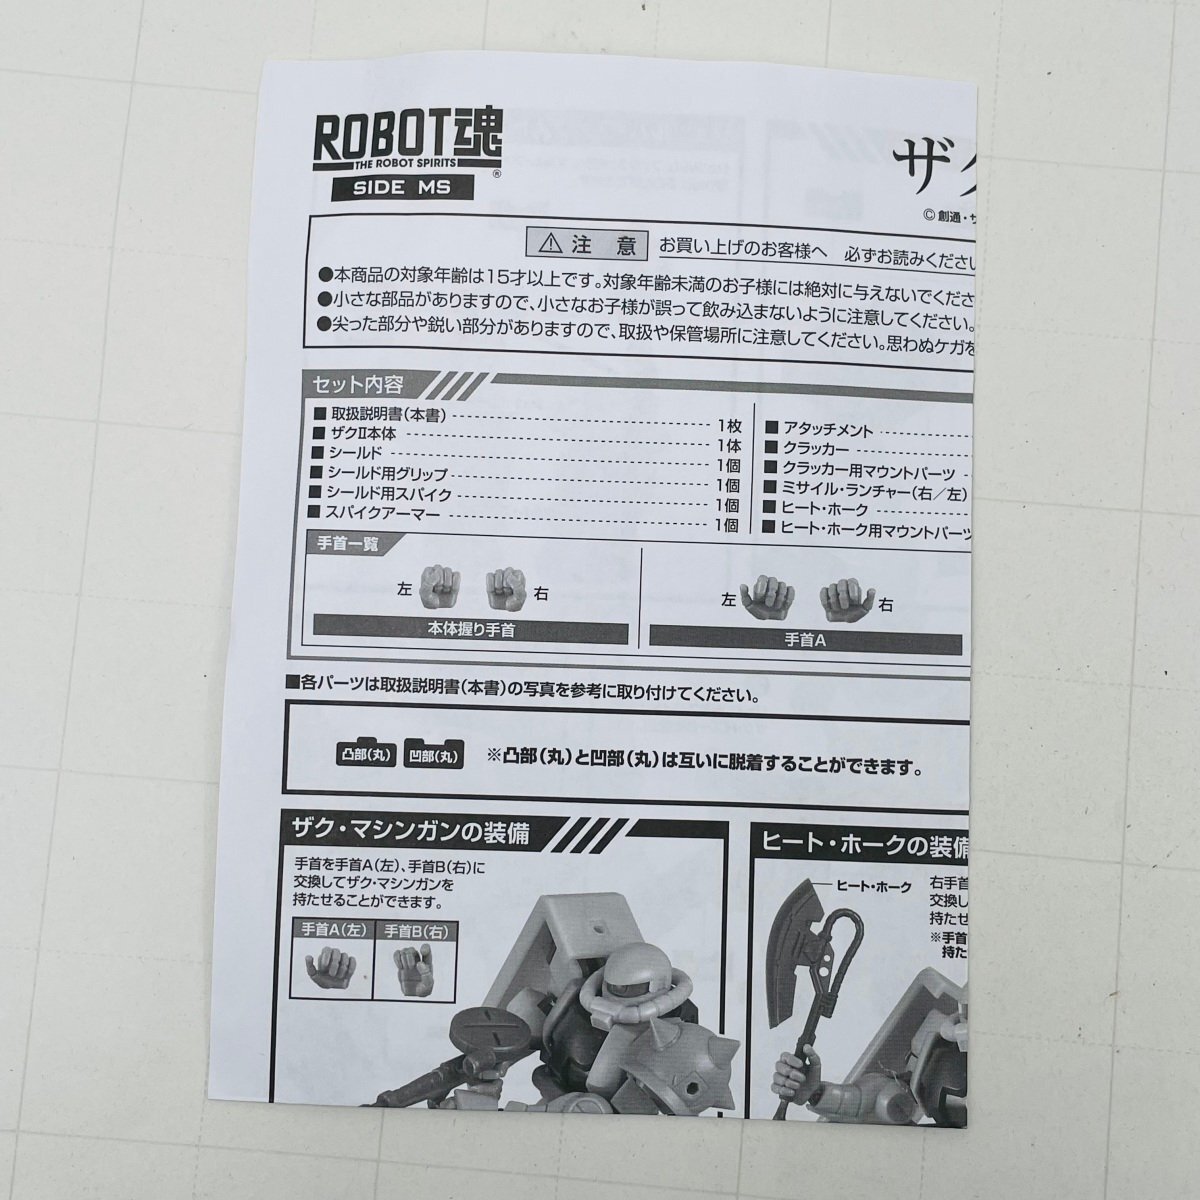 ROBOT魂
THE ROBOT SPIRITS
®
SIDE MS
ザク
©創通・サ
⚠注 意 お買い上げのお客様へ 必ずお読みください
●本商品の対象年齢は15才以上です。対象年齢未満のお子様には絶対に与えないでくださ
●小さな部品がありますので、小さなお子様が誤って飲み込まないように注意してください。
●尖った部分や鋭い部分がありますので、取扱や保管場所に注意してください。思わぬケガを
セット内容
■取扱説明書(本書) 1枚
■ザクⅡ本体 1体
■シールド 1個
■シールド用グリップ 1個
■シールド用スパイク 1個
■スパイクアーマー 1個
■アタッチメント
■クラッカー
■クラッカー用マウントパーツ
■ミサイル・ランチャー(右/左)
■ヒート・ホーク
■ヒート・ホーク用マウントパーツ
手首一覧
左 右
本体握り手首
左 右
手首A
■各パーツは取扱説明書(本書)の写真を参考に取り付けてください。
凸部(丸) 凹部(丸) ※凸部(丸)と凹部(丸)は互いに脱着することができます。
ザク・マシンガンの装備
手首を手首A(左)、手首B(右)に
交換してザク・マシンガンを
持たせることができます。
手首A(左) 手首B(右)
ヒート・ホークの装備
ヒート・ホーク
右手首
交換し
持たせ
※手首
持た